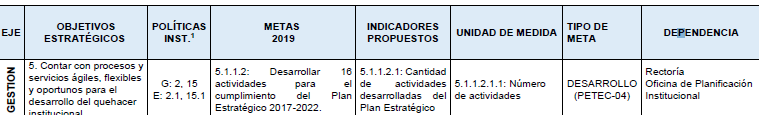 EJE
OBJETIVOS
ESTRATÉGICOS
POLÍTICAS
INST.1
METAS
2019
INDICADORES
PROPUESTOS
UNIDAD DE MEDIDA
TIPO DE
META
DEPENDENCIA
GESTION
5. Contar con procesos y
servicios ágiles, flexibles
y oportunos para el
desarrollo del quehacer
institucional
G: 2, 15
E: 2.1, 15.1
5.1.1.2: Desarrollar 16
actividades para el
cumplimiento del Plan
Estratégico 2017-2022.
5.1.1.2.1: Cantidad
de actividades
desarrolladas del
Plan Estratégico
5.1.1.2.1.1: Número
de actividades
DESARROLLO
(PETEC-04)
Rectoría
Oficina de Planificación
Institucional